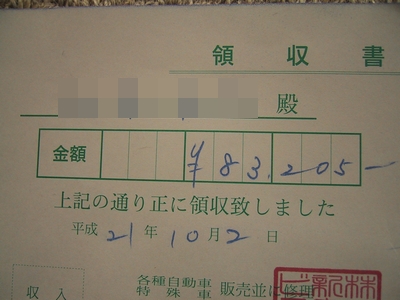 領収書
殿
金額 ¥83,205-
上記の通り正に領収致しました
平成21年10月2日
各種自動車
特殊車 販売並に修理
収入